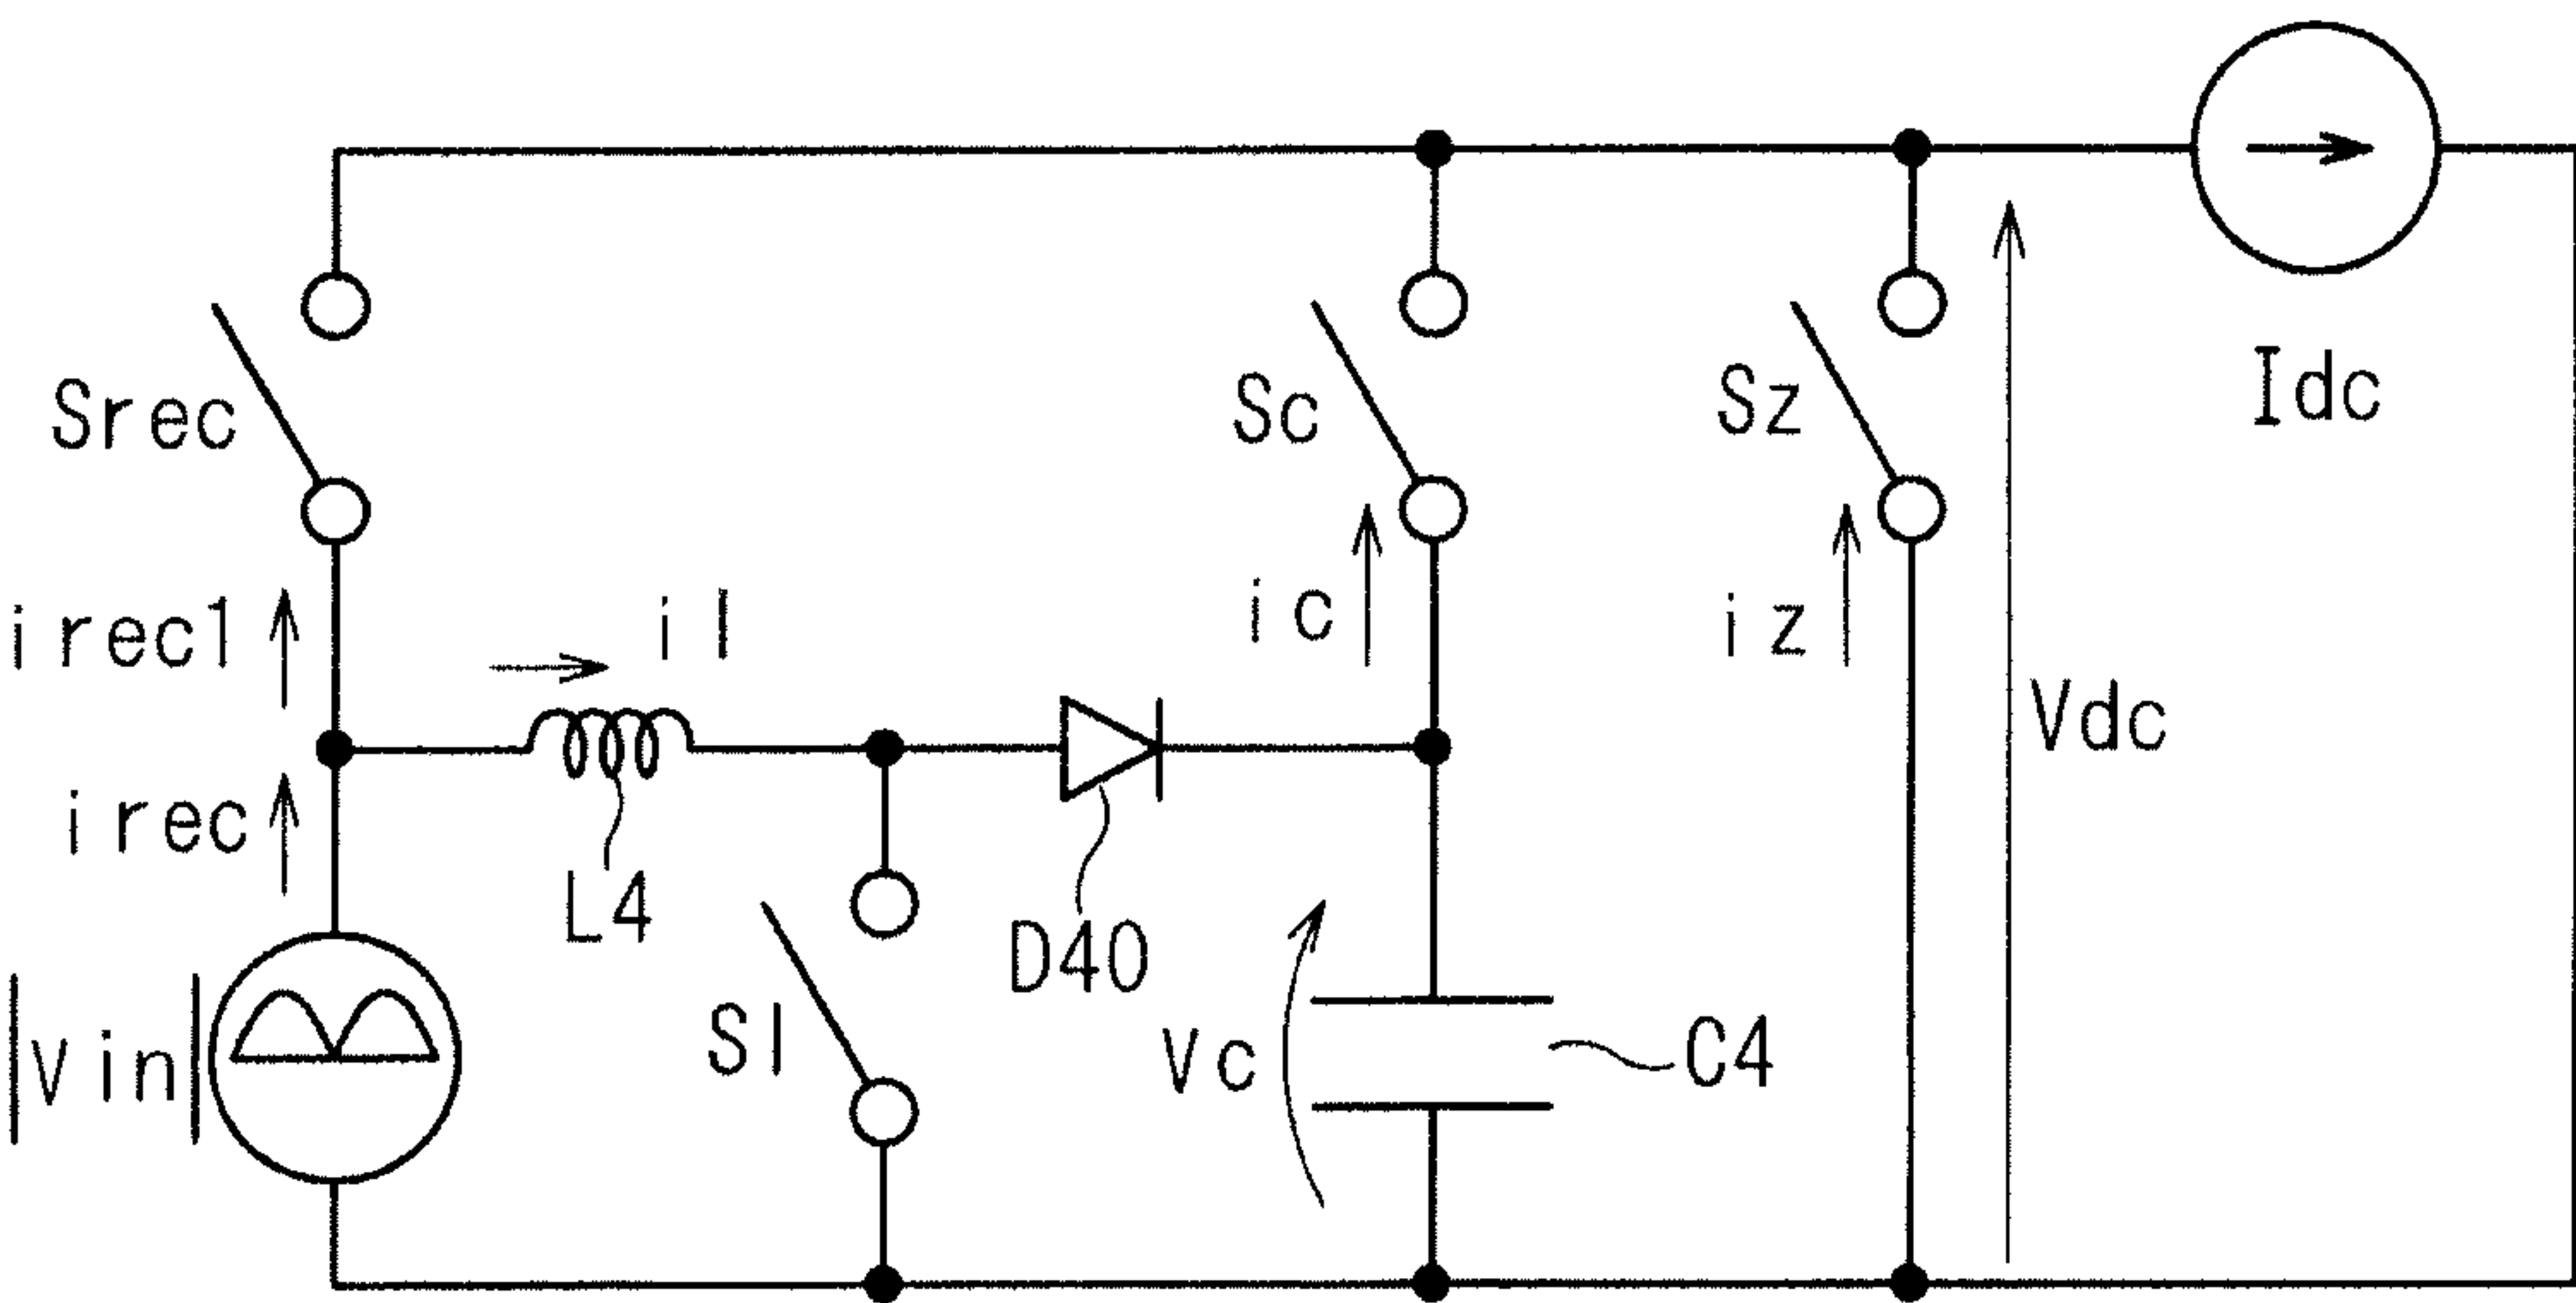 Idc
Srec
Sc
Sz
irec1
il
ic
iz
Vdc
irec
L4
D40
|Vin|
Sl
Vc
C4